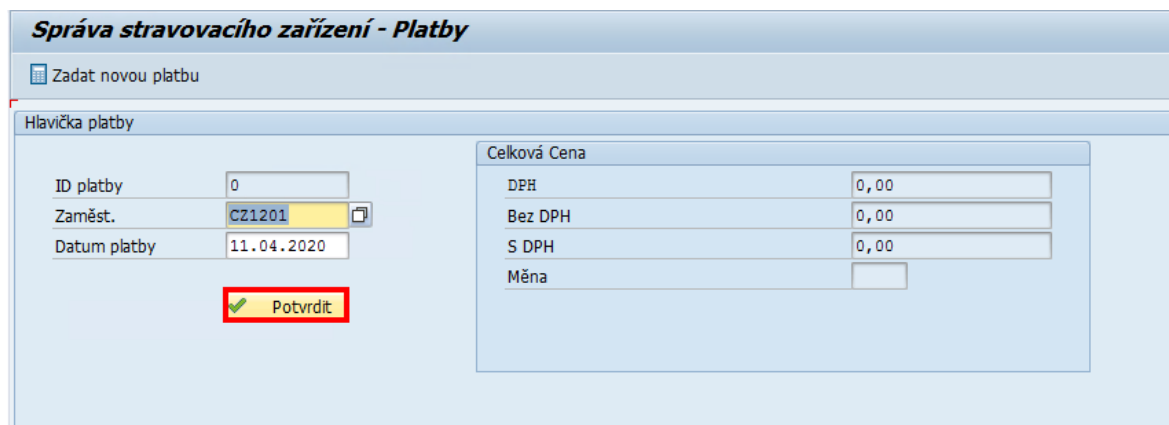 Správa stravovacího zařízení - Platby
Zadat novou platbu
Hlavička platby
ID platby 0
Zaměst. CZ1201
Datum platby 11.04.2020
Potvrdit
Celková Cena
DPH 0,00
Bez DPH 0,00
S DPH 0,00
Měna